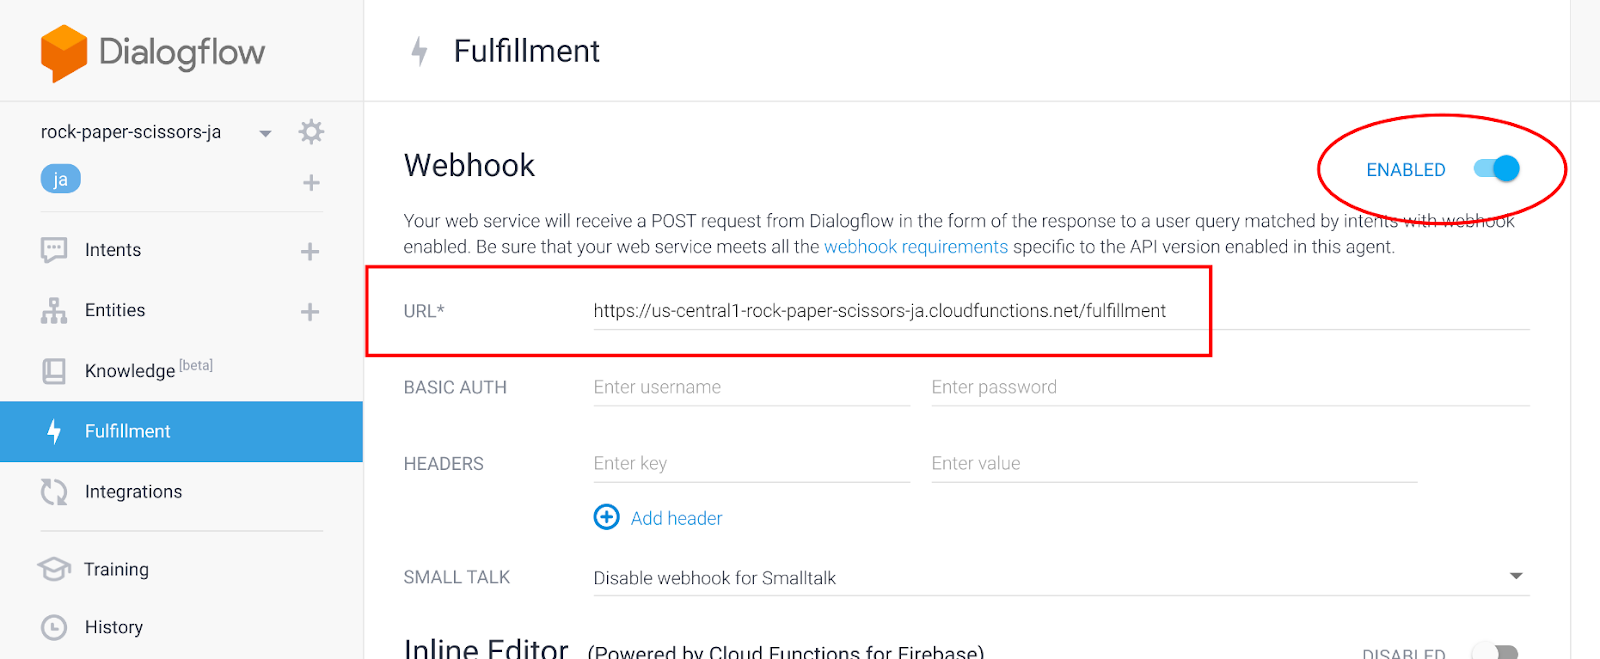 Dialogflow
Fulfillment
rock-paper-scissors-ja
ja
Intents
Entities
Knowledge [beta]
Fulfillment
Integrations
Training
History
Webhook
ENABLED
Your web service will receive a POST request from Dialogflow in the form of the response to a user query matched by intents with webhook
enabled. Be sure that your web service meets all the webhook requirements specific to the API version enabled in this agent.
URL* https://us-central1-rock-paper-scissors-ja.cloudfunctions.net/fulfillment
BASIC AUTH Enter username Enter password
HEADERS Enter key Enter value
Add header
SMALL TALK Disable webhook for Smalltalk
Inline Editor (Powered by Cloud Functions for Firebase) DISABLED